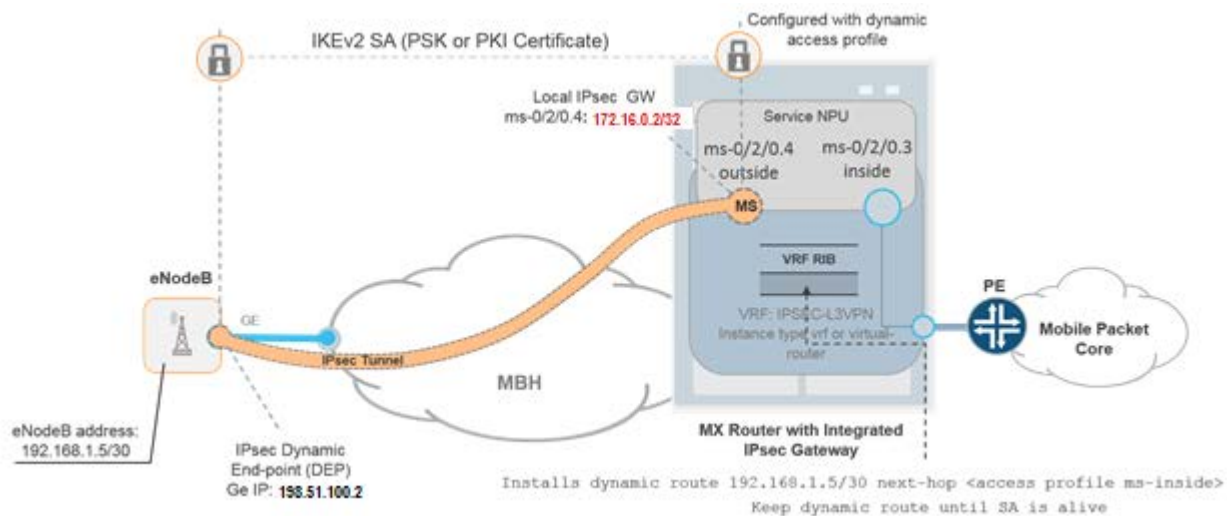 IKEv2 SA (PSK or PKI Certificate)
Configured with dynamic
access profile
Local IPsec GW
ms-0/2/0.4: 172.16.0.2/32
Service NPU
ms-0/2/0.4
outside
ms-0/2/0.3
inside
MS
VRF RIB
VRF: IPSEC-L3VPN
Instance type vrf or virtual-
router
eNodeB
GE
IPsec Tunnel
MBH
PE
Mobile Packet
Core
eNodeB address:
192.168.1.5/30
IPsec Dynamic
End-point (DEP)
Ge IP: 198.51.100.2
MX Router with Integrated
IPsec Gateway
Installs dynamic route 192.168.1.5/30 next-hop <access profile ms-inside>
Keep dynamic route until SA is alive